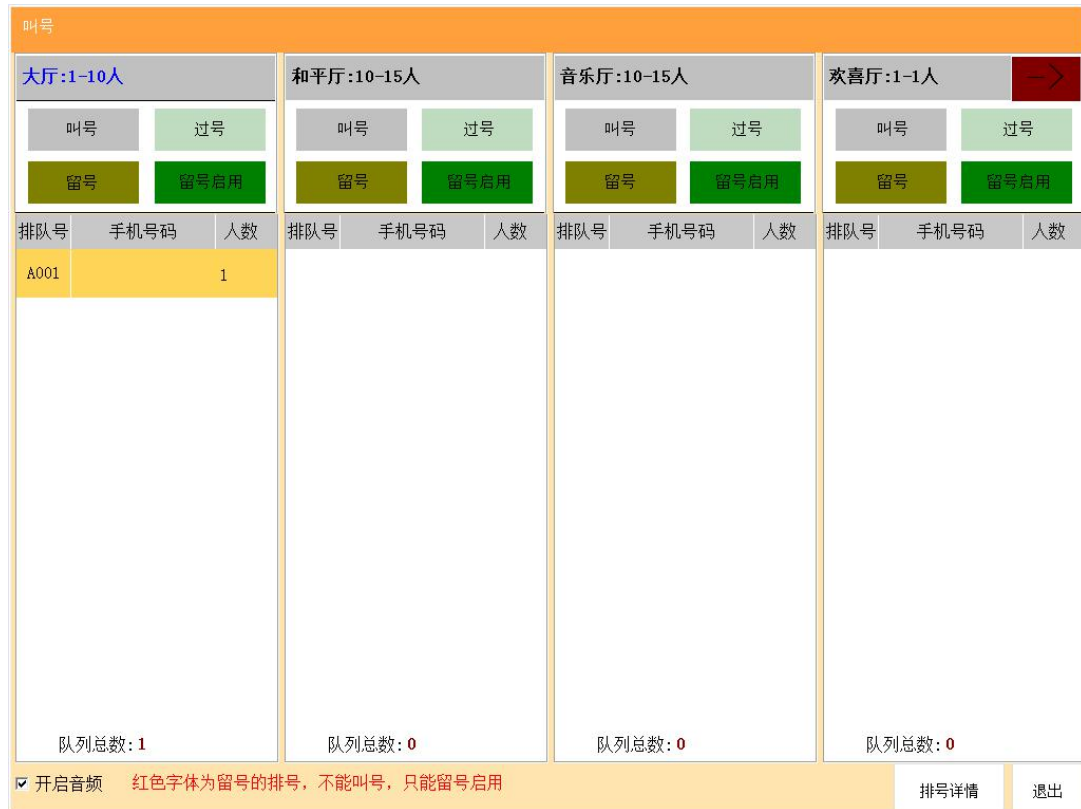 叫号
大厅:1-10人 和平厅:10-15人 音乐厅:10-15人 欢喜厅:1-1人 -->
叫号 过号 叫号 过号 叫号 过号 叫号 过号
留号 留号启用 留号 留号启用 留号 留号启用 留号 留号启用
排队号 手机号码 人数 排队号 手机号码 人数 排队号 手机号码 人数 排队号 手机号码 人数
A001 1
队列总数:1 队列总数:0 队列总数:0 队列总数:0
开启音频 红色字体为留号的排号，不能叫号，只能留号启用 排号详情 退出